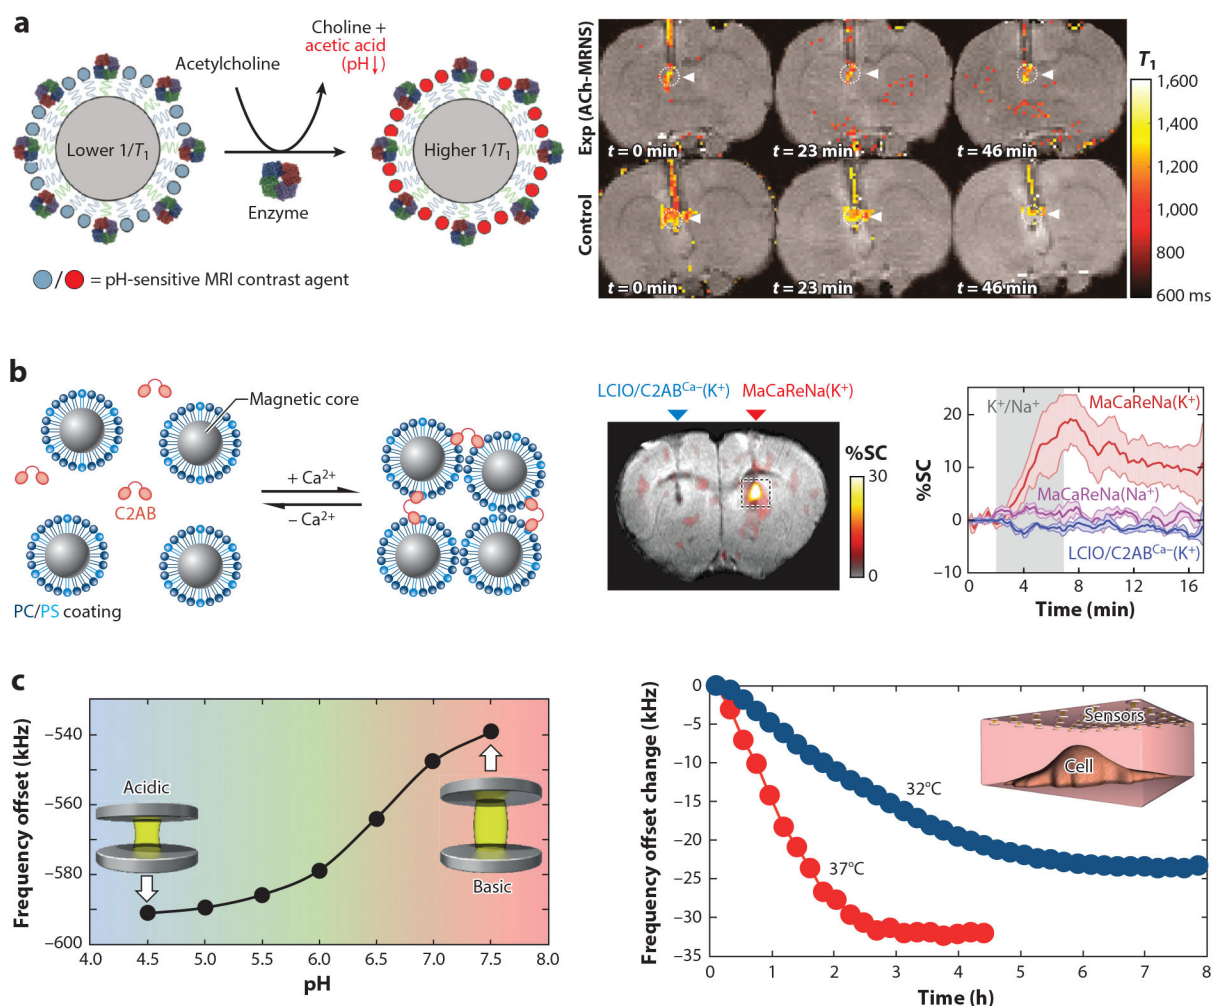 a
Choline +
acetic acid
(pH↓)
Acetylcholine
Lower 1/T₁
Higher 1/T₁
Enzyme
/ = pH-sensitive MRI contrast agent
Exp (ACh-MRNS)
t = 0 min
t = 23 min
t = 46 min
Control
t = 0 min
t = 23 min
t = 46 min
T₁
1,600
1,400
1,200
1,000
800
600 ms
b
Magnetic core
C2AB
+ Ca²⁺
– Ca²⁺
PC/PS coating
LCIO/C2ABCa–(K⁺)
MaCaReNa(K⁺)
%SC
30
0
%SC
20
10
0
–10
K⁺/Na⁺
MaCaReNa(K⁺)
MaCaReNa(Na⁺)
LCIO/C2ABCa–(K⁺)
0
4
8
12
16
Time (min)
c
Frequency offset (kHz)
–540
–560
–580
–600
Acidic
Basic
4.0
4.5
5.0
5.5
6.0
6.5
7.0
7.5
8.0
pH
Frequency offset change (kHz)
0
–5
–10
–15
–20
–25
–30
–35
Sensors
Cell
32°C
37°C
0
1
2
3
4
5
6
7
8
Time (h)